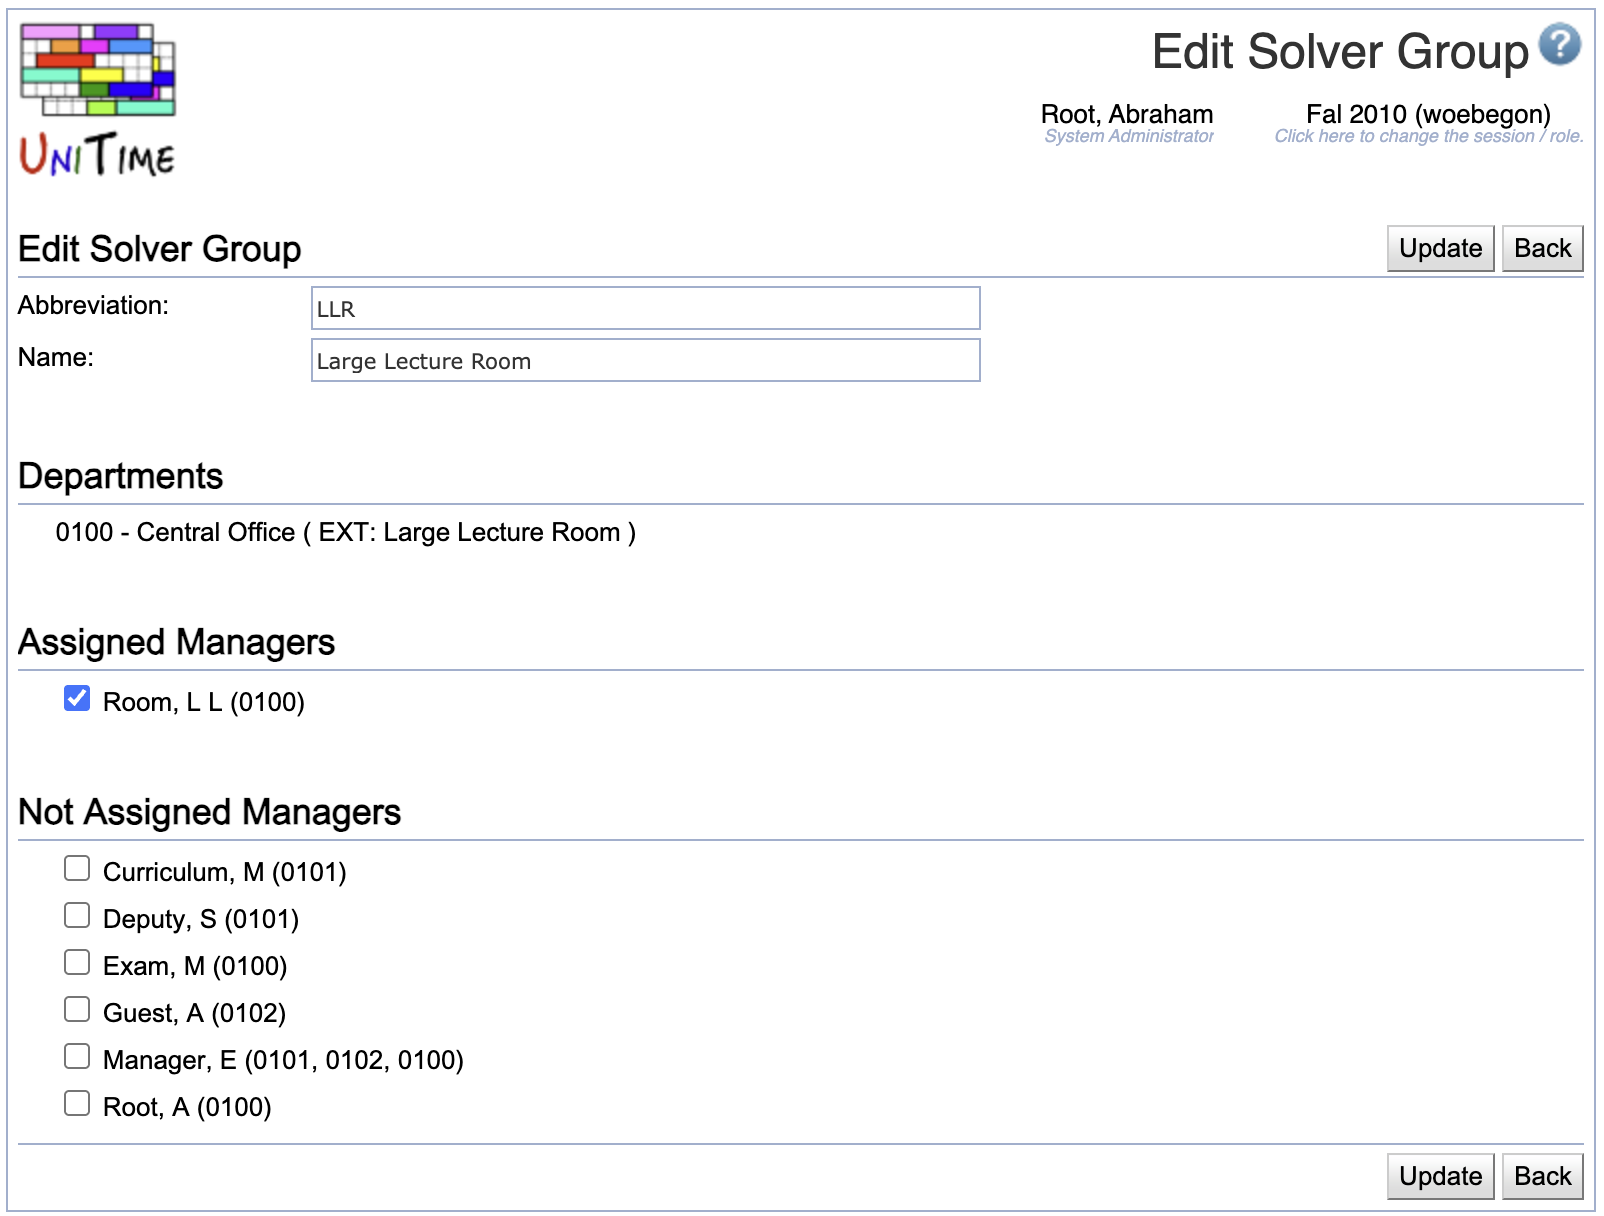 Edit Solver Group ?
UNITIME
Root, Abraham Fal 2010 (woebegon)
System Administrator Click here to change the session / role.
Edit Solver Group Update Back
Abbreviation: LLR
Name: Large Lecture Room
Departments
0100 - Central Office ( EXT: Large Lecture Room )
Assigned Managers
Room, L L (0100)
Not Assigned Managers
Curriculum, M (0101)
Deputy, S (0101)
Exam, M (0100)
Guest, A (0102)
Manager, E (0101, 0102, 0100)
Root, A (0100)
Update Back